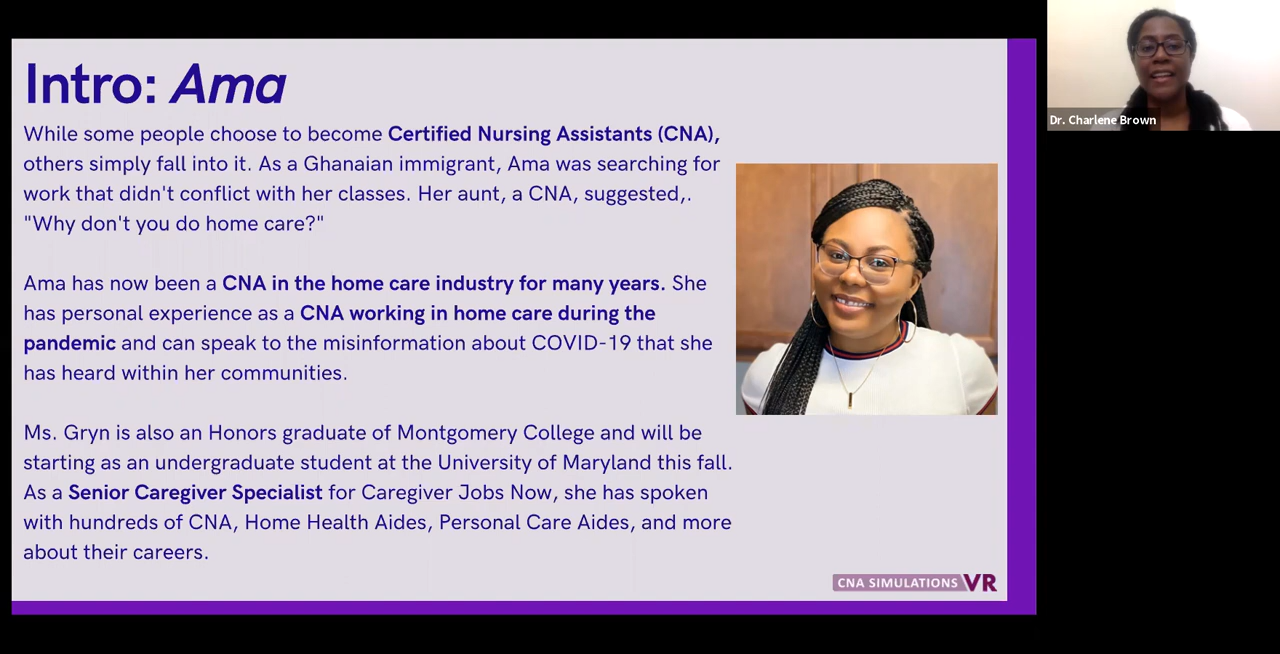 Intro: Ama
While some people choose to become Certified Nursing Assistants (CNA),
others simply fall into it. As a Ghanaian immigrant, Ama was searching for
work that didn't conflict with her classes. Her aunt, a CNA, suggested,.
"Why don't you do home care?"
Ama has now been a CNA in the home care industry for many years. She
has personal experience as a CNA working in home care during the
pandemic and can speak to the misinformation about COVID-19 that she
has heard within her communities.
Ms. Gryn is also an Honors graduate of Montgomery College and will be
starting as an undergraduate student at the University of Maryland this fall.
As a Senior Caregiver Specialist for Caregiver Jobs Now, she has spoken
with hundreds of CNA, Home Health Aides, Personal Care Aides, and more
about their careers.
CNA SIMULATIONS VR
Dr. Charlene Brown